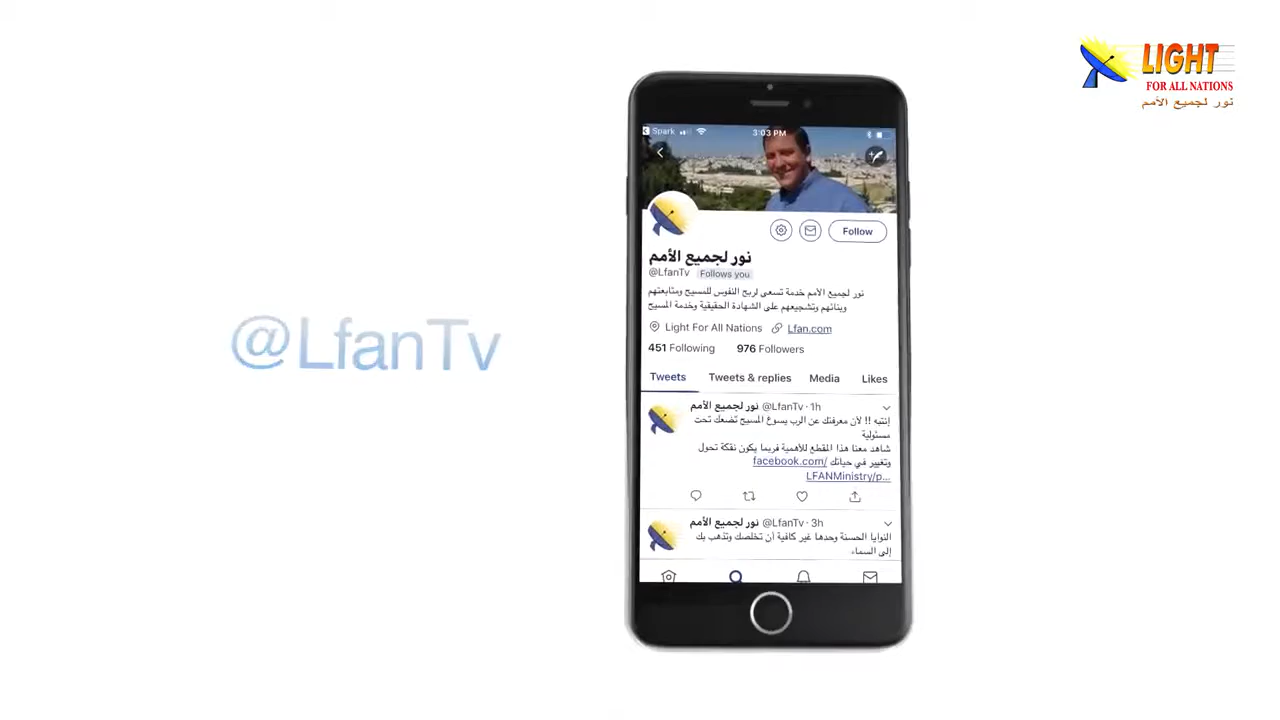 LIGHT
FOR ALL NATIONS
نور لجميع الأمم
Spark
3:03 PM
Follow
نور لجميع الأمم
@LfanTv Follows you
نور لجميع الأمم خدمة تسعى لربح النفوس للمسيح ومتابعتهم
وبنائهم وتشجيعهم على الشهادة الحقيقية وخدمة المسيح
Light For All Nations Lfan.com
451 Following 976 Followers
Tweets Tweets & replies Media Likes
نور لجميع الأمم @LfanTv · 1h
إنتبه !! لأن معرفتك عن الرب يسوع المسيح تضعك تحت
مسئولية
شاهد معنا هذا المقطع للأهمية فربما يكون نقكة تحول
وتغيير في حياتك facebook.com/
LFANMinistry/p...
نور لجميع الأمم @LfanTv · 3h
النوايا الحسنة وحدها غير كافية أن تخلصك وتذهب بك
إلى السماء
@LfanTv